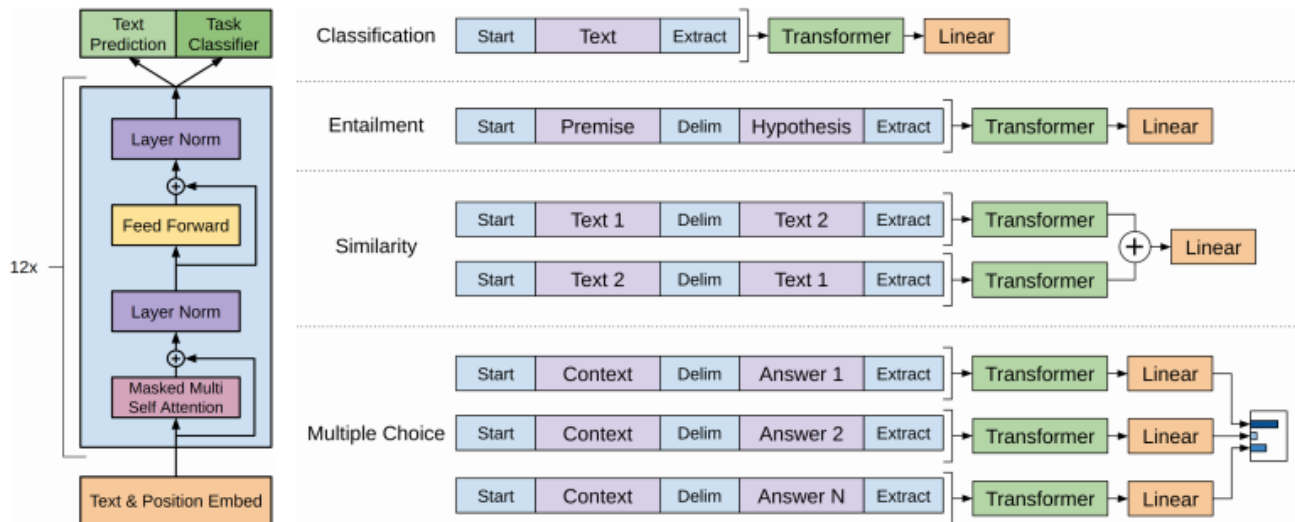 Text Prediction
Task Classifier
Layer Norm
Feed Forward
12x
Layer Norm
Masked Multi
Self Attention
Text & Position Embed
Classification Start Text Extract Transformer Linear
Entailment Start Premise Delim Hypothesis Extract Transformer Linear
Similarity
Start Text 1 Delim Text 2 Extract Transformer
Linear
Start Text 2 Delim Text 1 Extract Transformer
Multiple Choice
Start Context Delim Answer 1 Extract Transformer Linear
Start Context Delim Answer 2 Extract Transformer Linear
Start Context Delim Answer N Extract Transformer Linear